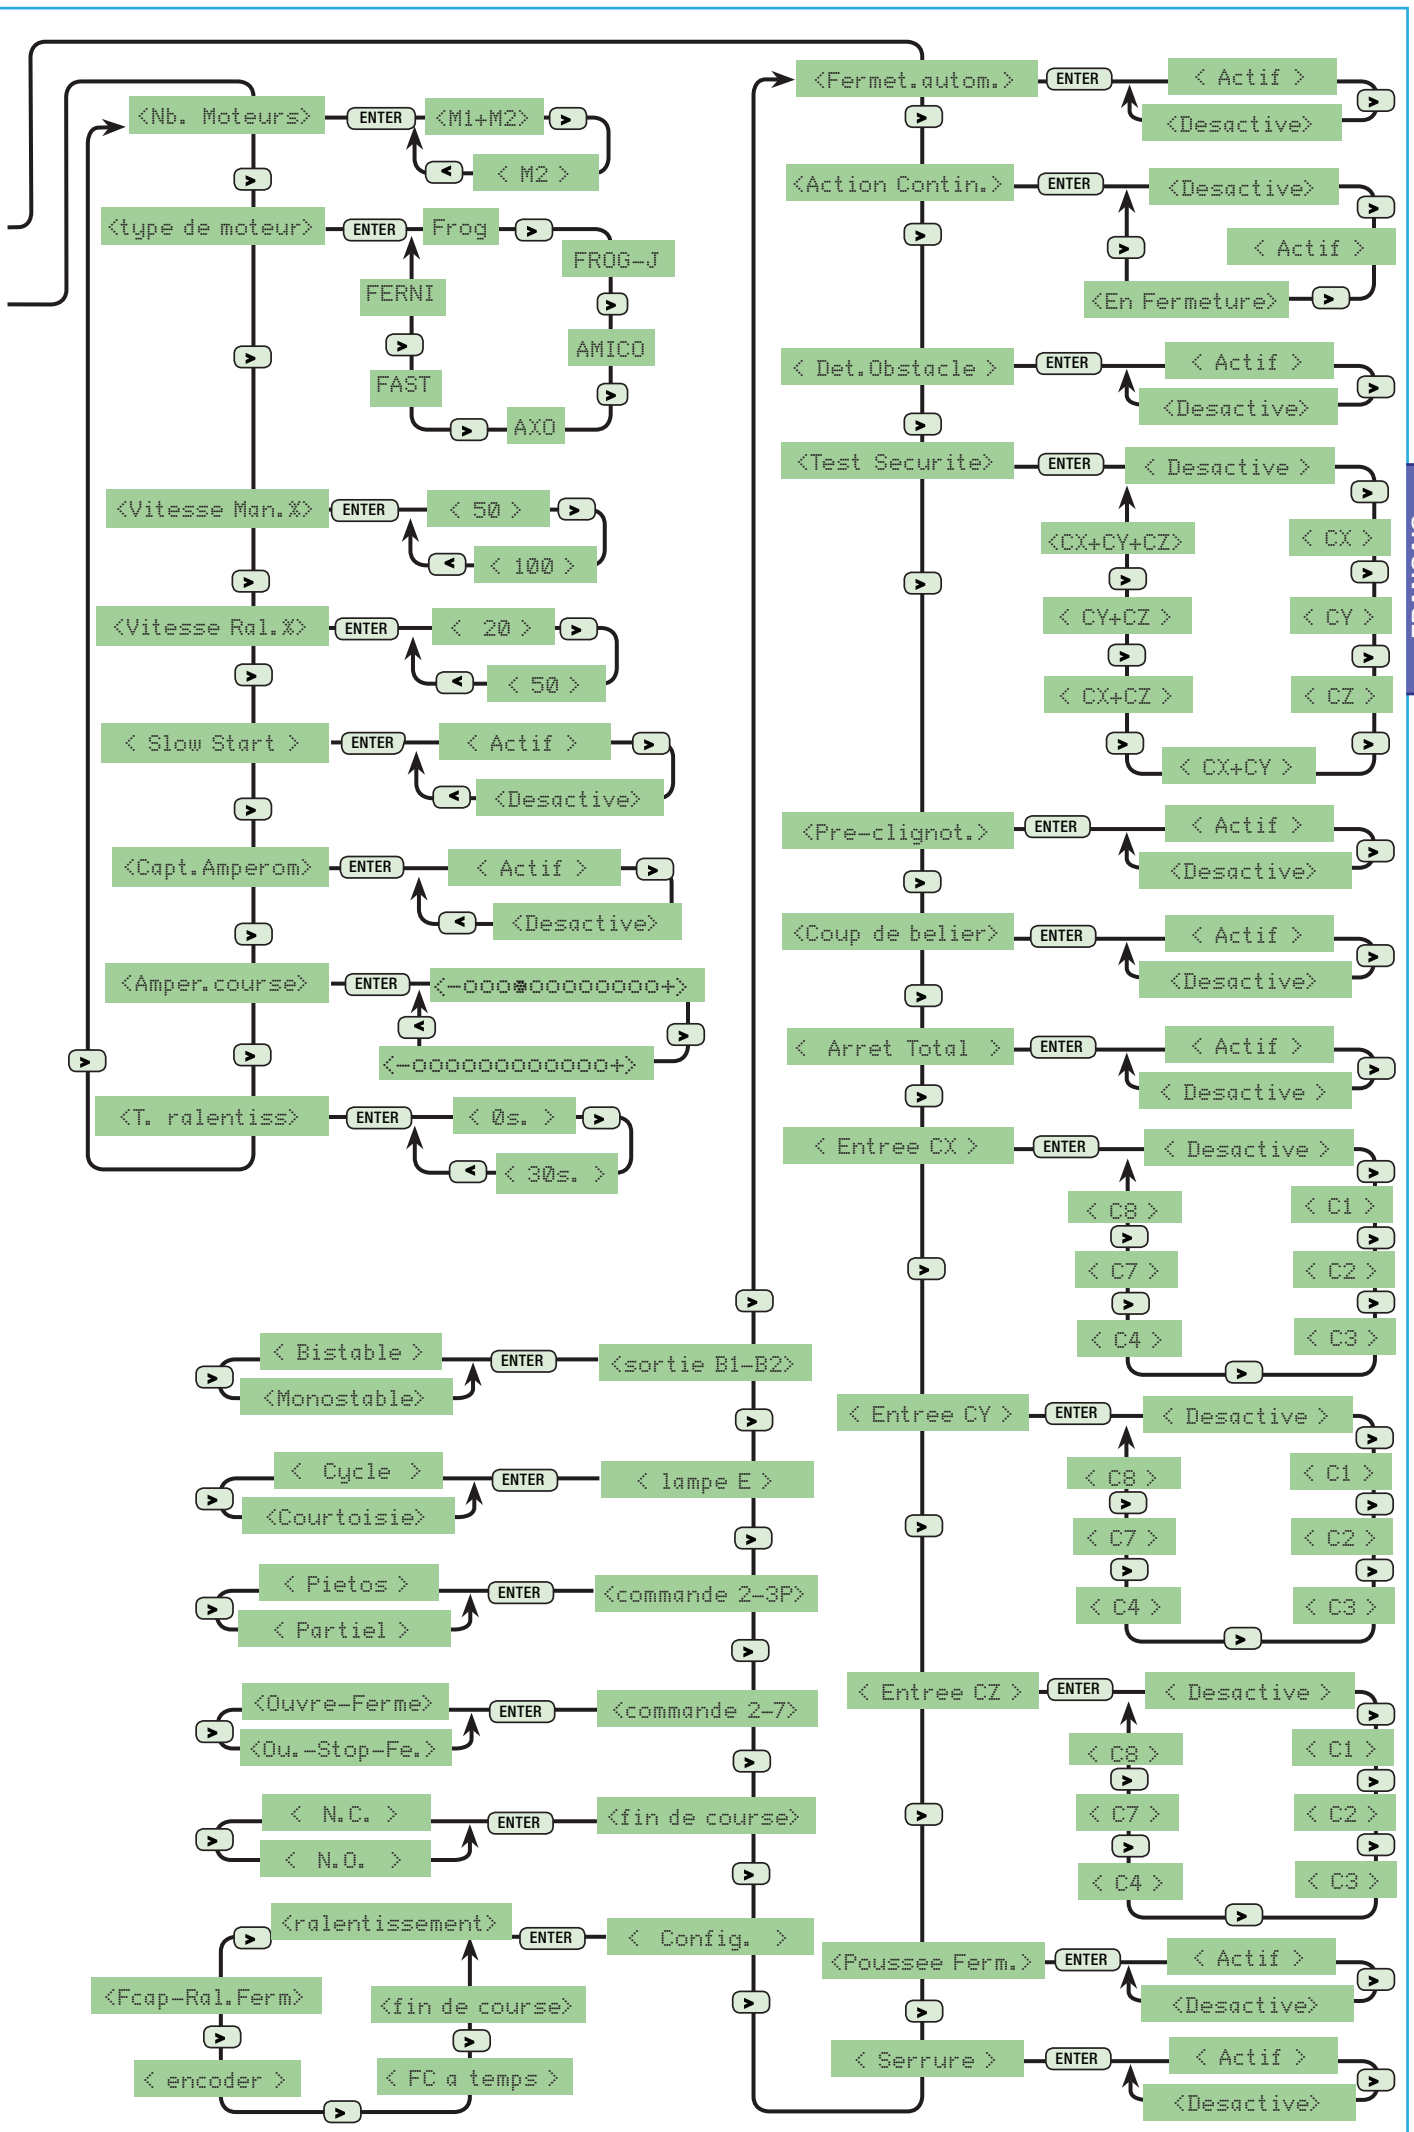 <Nb. Moteurs>
ENTER
<M1+M2>
>
<
< M2 >
>
<type de moteur>
ENTER
Frog
>
FROG-J
>
AMICO
>
AXO
>
FAST
>
FERNI
>
<Vitesse Man.%>
ENTER
< 50 >
>
<
< 100 >
>
<Vitesse Ral.%>
ENTER
< 20 >
>
<
< 50 >
>
< Slow Start >
ENTER
< Actif >
>
<
<Desactive>
>
<Capt.Amperom>
ENTER
< Actif >
>
<
<Desactive>
>
<Amper.course>
ENTER
<-ooo*ooooooooo+>
<
>
<-oooooooooooo+>
>
>
<T. ralentiss>
ENTER
< 0s. >
>
<
< 30s. >
<Fermet.autom.>
ENTER
< Actif >
>
<Desactive>
>
<Action Contin.>
ENTER
<Desactive>
>
< Actif >
>
<En Fermeture>
>
>
< Det.Obstacle >
ENTER
< Actif >
>
<Desactive>
>
<Test Securite>
ENTER
< Desactive >
>
< CX >
>
< CY >
>
< CZ >
>
< CX+CY >
>
< CX+CZ >
>
< CY+CZ >
>
<CX+CY+CZ>
>
<Pre-clignot.>
ENTER
< Actif >
>
<Desactive>
>
<Coup de belier>
ENTER
< Actif >
>
<Desactive>
>
< Arret Total >
ENTER
< Actif >
>
< Desactive >
>
< Entree CX >
ENTER
< Desactive >
>
< C1 >
>
< C2 >
>
< C3 >
>
< C4 >
>
< C7 >
>
< C8 >
>
< Entree CY >
ENTER
< Desactive >
>
< C1 >
>
< C2 >
>
< C3 >
>
< C4 >
>
< C7 >
>
< C8 >
>
< Entree CZ >
ENTER
< Desactive >
>
< C1 >
>
< C2 >
>
< C3 >
>
< C4 >
>
< C7 >
>
< C8 >
>
<Poussee Ferm.>
ENTER
< Actif >
>
<Desactive>
>
< Serrure >
ENTER
< Actif >
>
<Desactive>
>
< Bistable >
>
<Monostable>
ENTER
<sortie B1-B2>
>
< Cycle >
>
<Courtoisie>
ENTER
< lampe E >
>
< Pietos >
>
< Partiel >
ENTER
<commande 2-3P>
>
<Ouvre-Ferme>
>
<Ou.-Stop-Fe.>
ENTER
<commande 2-7>
>
< N.C. >
>
< N.O. >
ENTER
<fin de course>
>
<ralentissement>
>
ENTER
< Config. >
<Fcap-Ral.Ferm>
<fin de course>
>
>
>
< encoder >
< FC a temps >
>